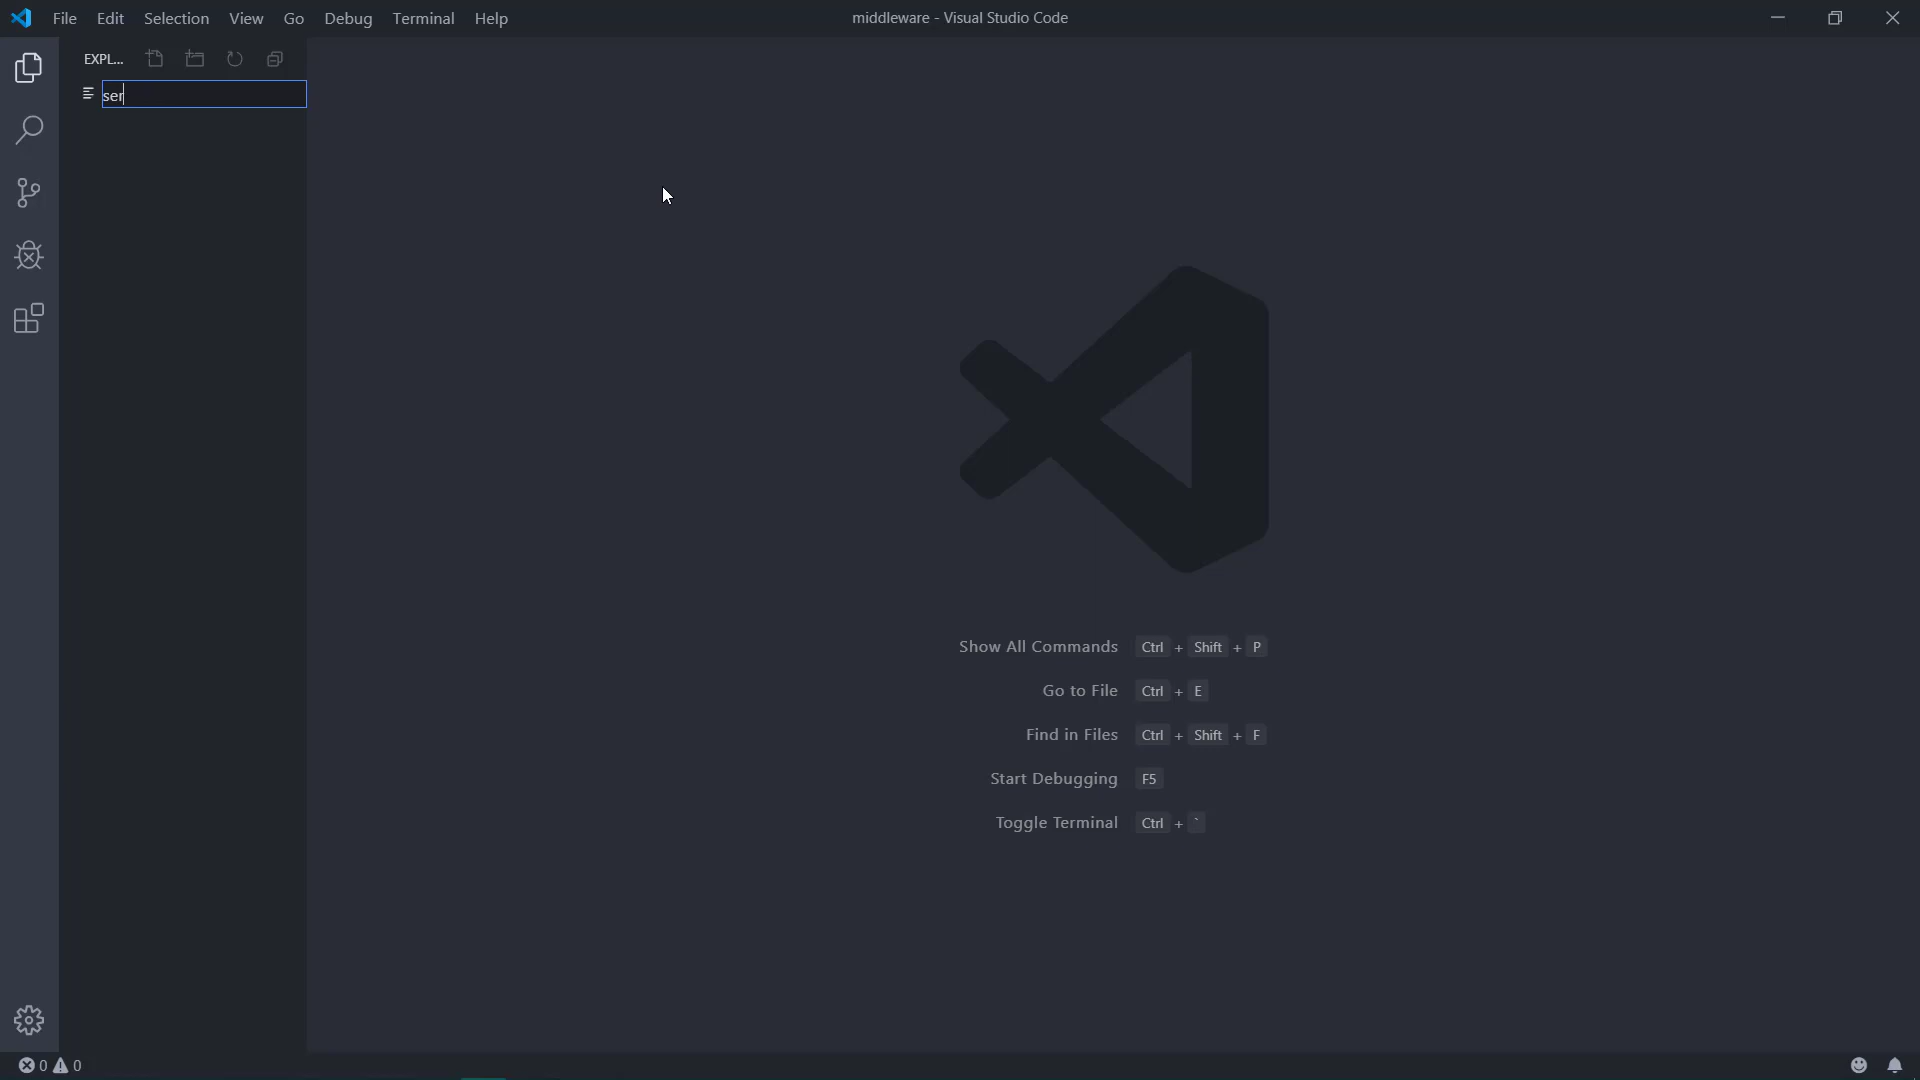 File Edit Selection View Go Debug Terminal Help
middleware - Visual Studio Code
EXPL...
ser
Show All Commands Ctrl + Shift + P
Go to File Ctrl + E
Find in Files Ctrl + Shift + F
Start Debugging F5
Toggle Terminal Ctrl + `
0 0